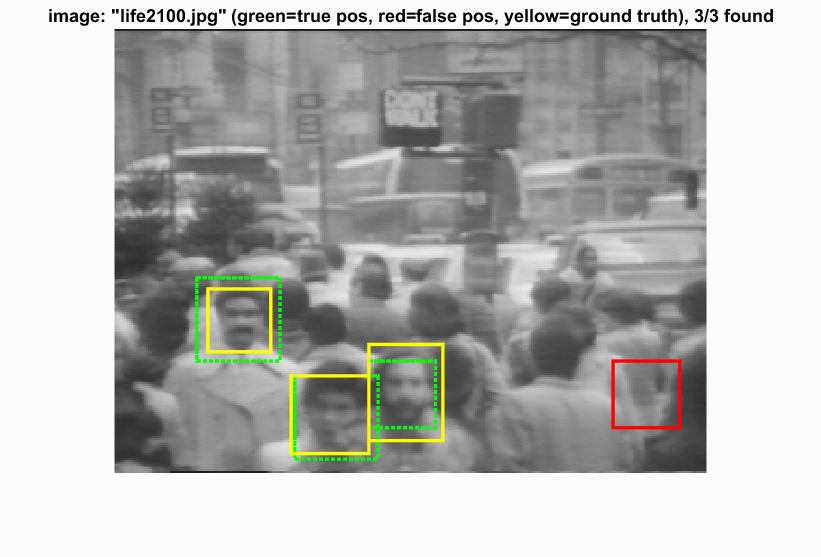 image: "life2100.jpg" (green=true pos, red=false pos, yellow=ground truth), 3/3 found
DONT
WALK